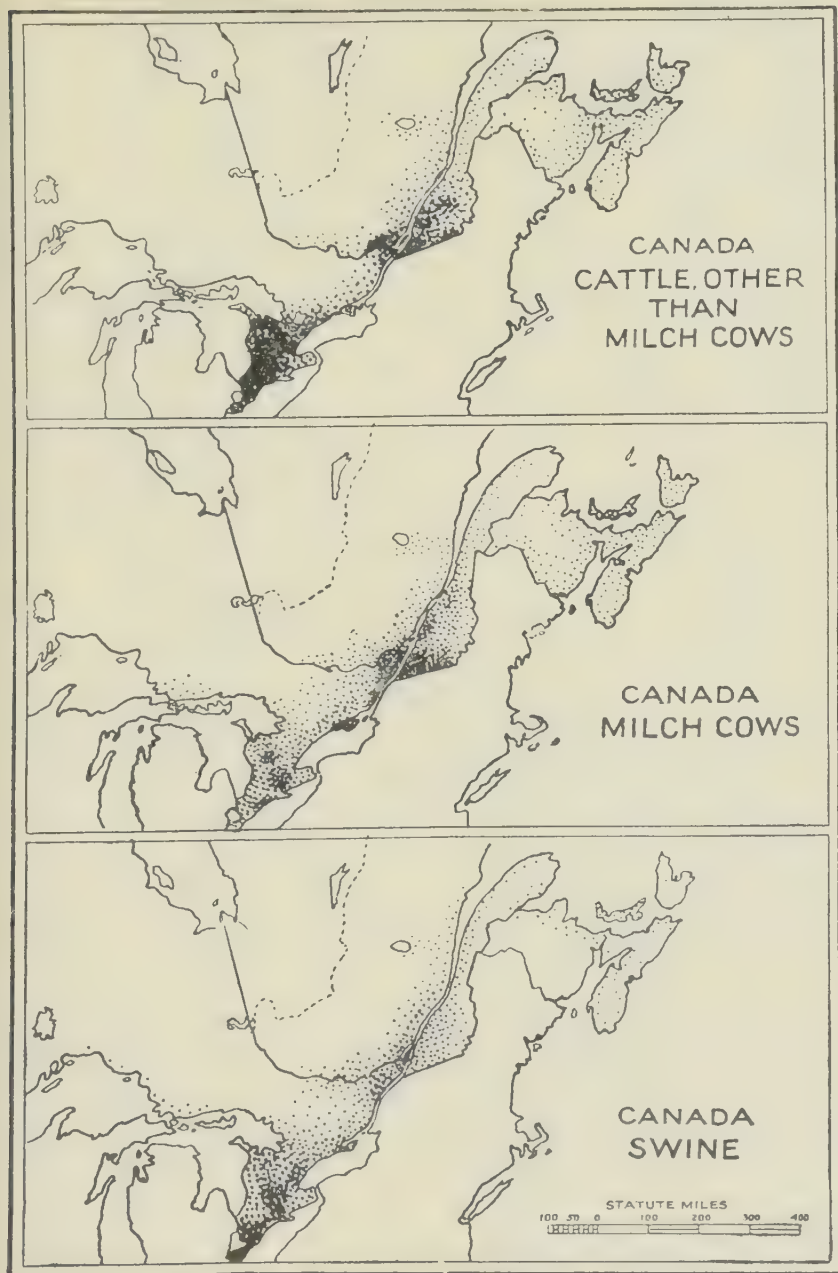 CANADA
CATTLE, OTHER
THAN
MILCH COWS
CANADA
MILCH COWS
CANADA
SWINE
STATUTE MILES
100 50 0 100 200 300 400